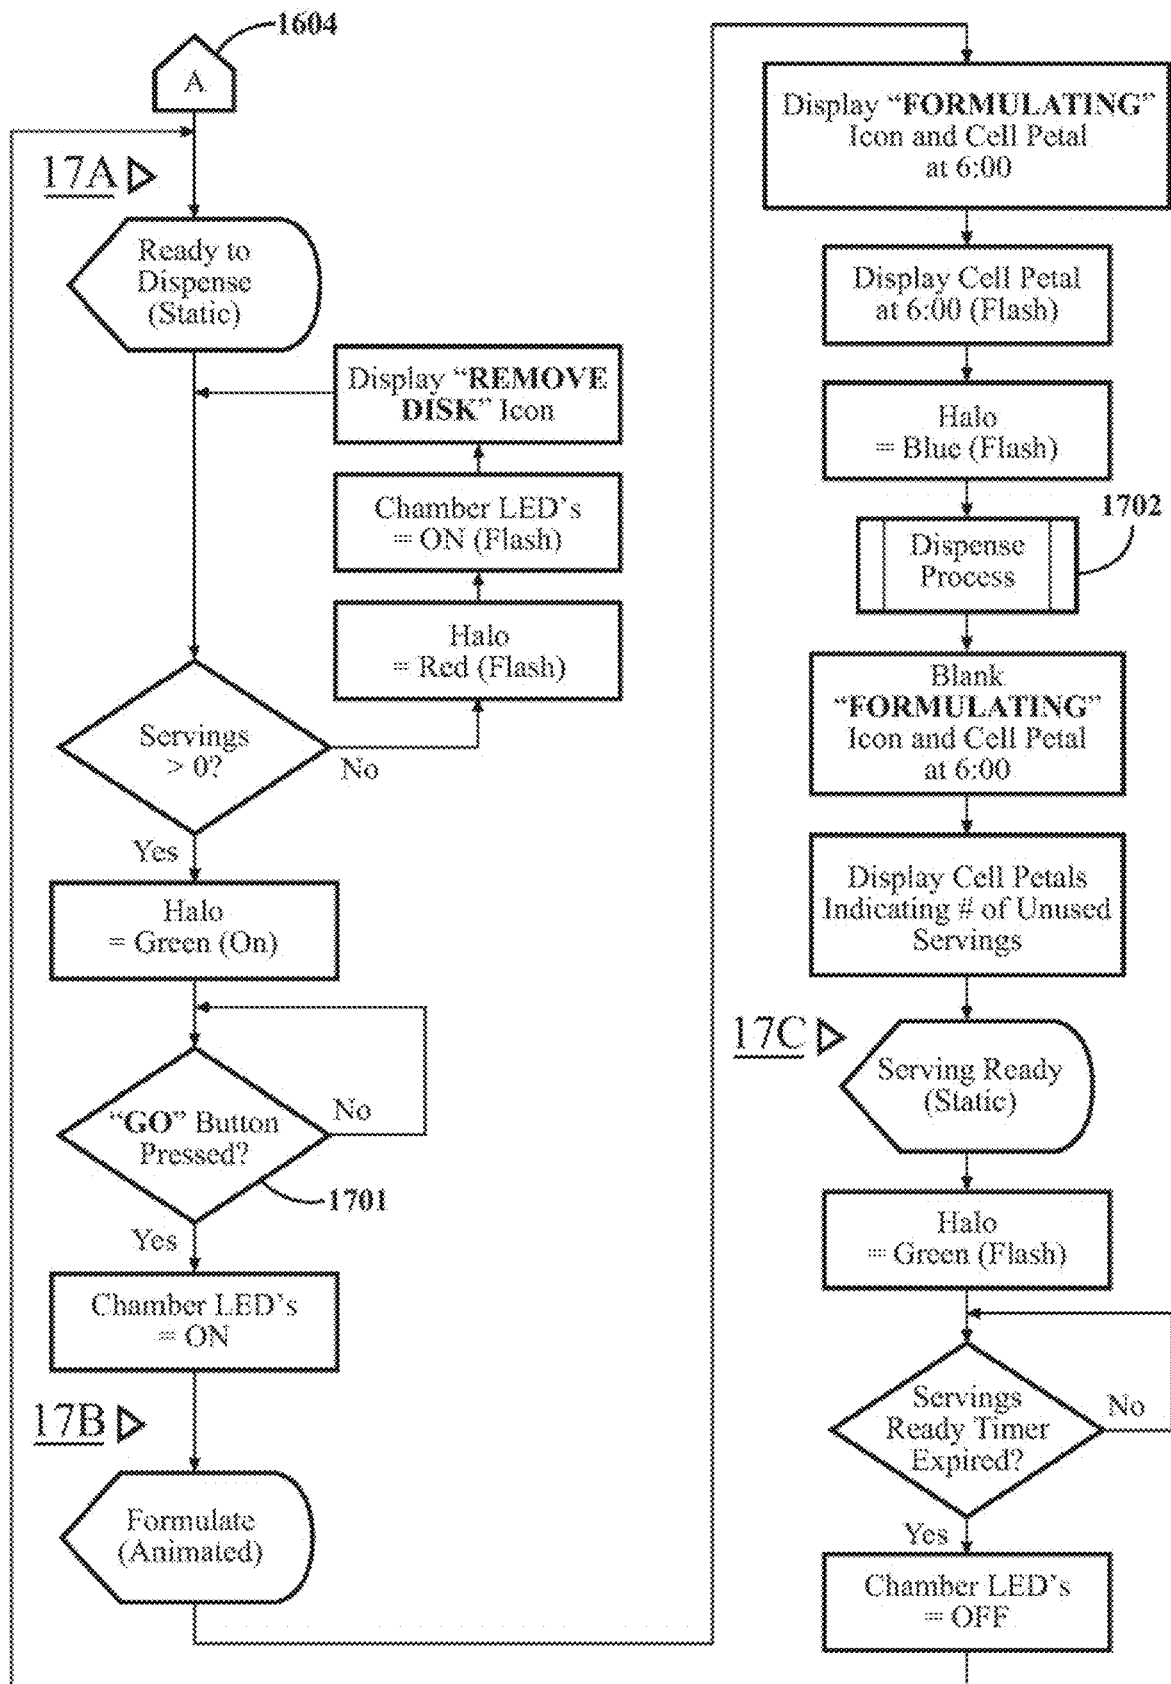 1604
A
17A
Ready to
Dispense
(Static)
Display “REMOVE
DISK” Icon
Chamber LED’s
= ON (Flash)
Halo
= Red (Flash)
Servings
> 0?
No
Yes
Halo
= Green (On)
“GO” Button
Pressed?
No
1701
Yes
Chamber LED’s
= ON
17B
Formulate
(Animated)
Display “FORMULATING”
Icon and Cell Petal
at 6:00
Display Cell Petal
at 6:00 (Flash)
Halo
= Blue (Flash)
1702
Dispense
Process
Blank
“FORMULATING”
Icon and Cell Petal
at 6:00
Display Cell Petals
Indicating # of Unused
Servings
17C
Serving Ready
(Static)
Halo
= Green (Flash)
Servings
Ready Timer
Expired?
No
Yes
Chamber LED’s
= OFF